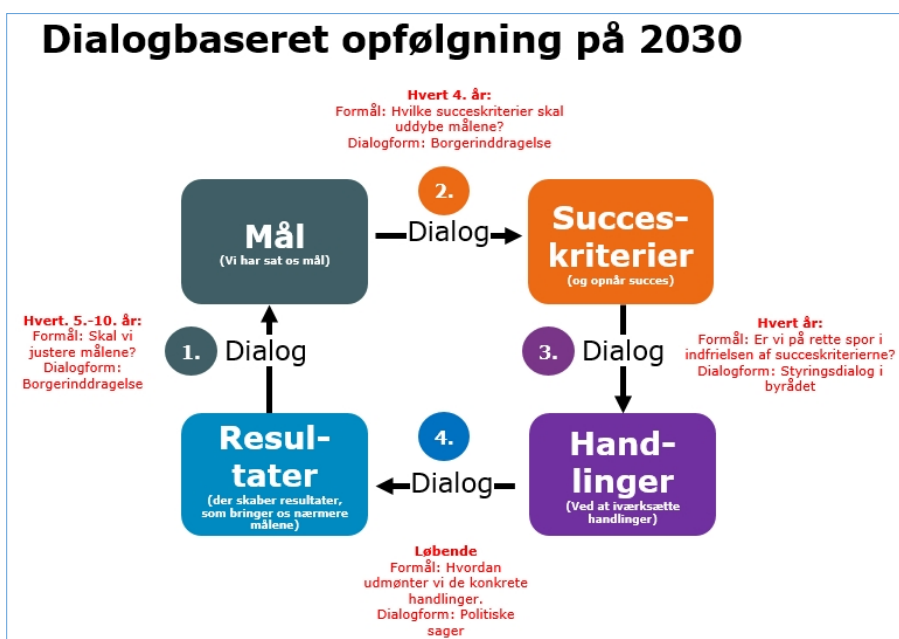 Dialogbaseret opfølgning på 2030
Hvert 4. år:
Formål: Hvilke succeskriterier skal
uddybe målene?
Dialogform: Borgerinddragelse
2.
Dialog
Mål
(Vi har sat os mål)
Succes-
kriterier
(og opnår succes)
Hvert. 5.-10. år:
Formål: Skal vi
justere målene?
Dialogform:
Borgerinddragelse
1.
Dialog
3.
Dialog
Hvert år:
Formål: Er vi på rette spor i
indfrielsen af succeskriterierne?
Dialogform: Styringsdialog i
byrådet
Resul-
tater
(der skaber resultater,
som bringer os nærmere
målene)
4.
Dialog
Hand-
linger
(Ved at iværksætte
handlinger)
Løbende
Formål: Hvordan
udmønter vi de konkrete
handlinger.
Dialogform: Politiske
sager